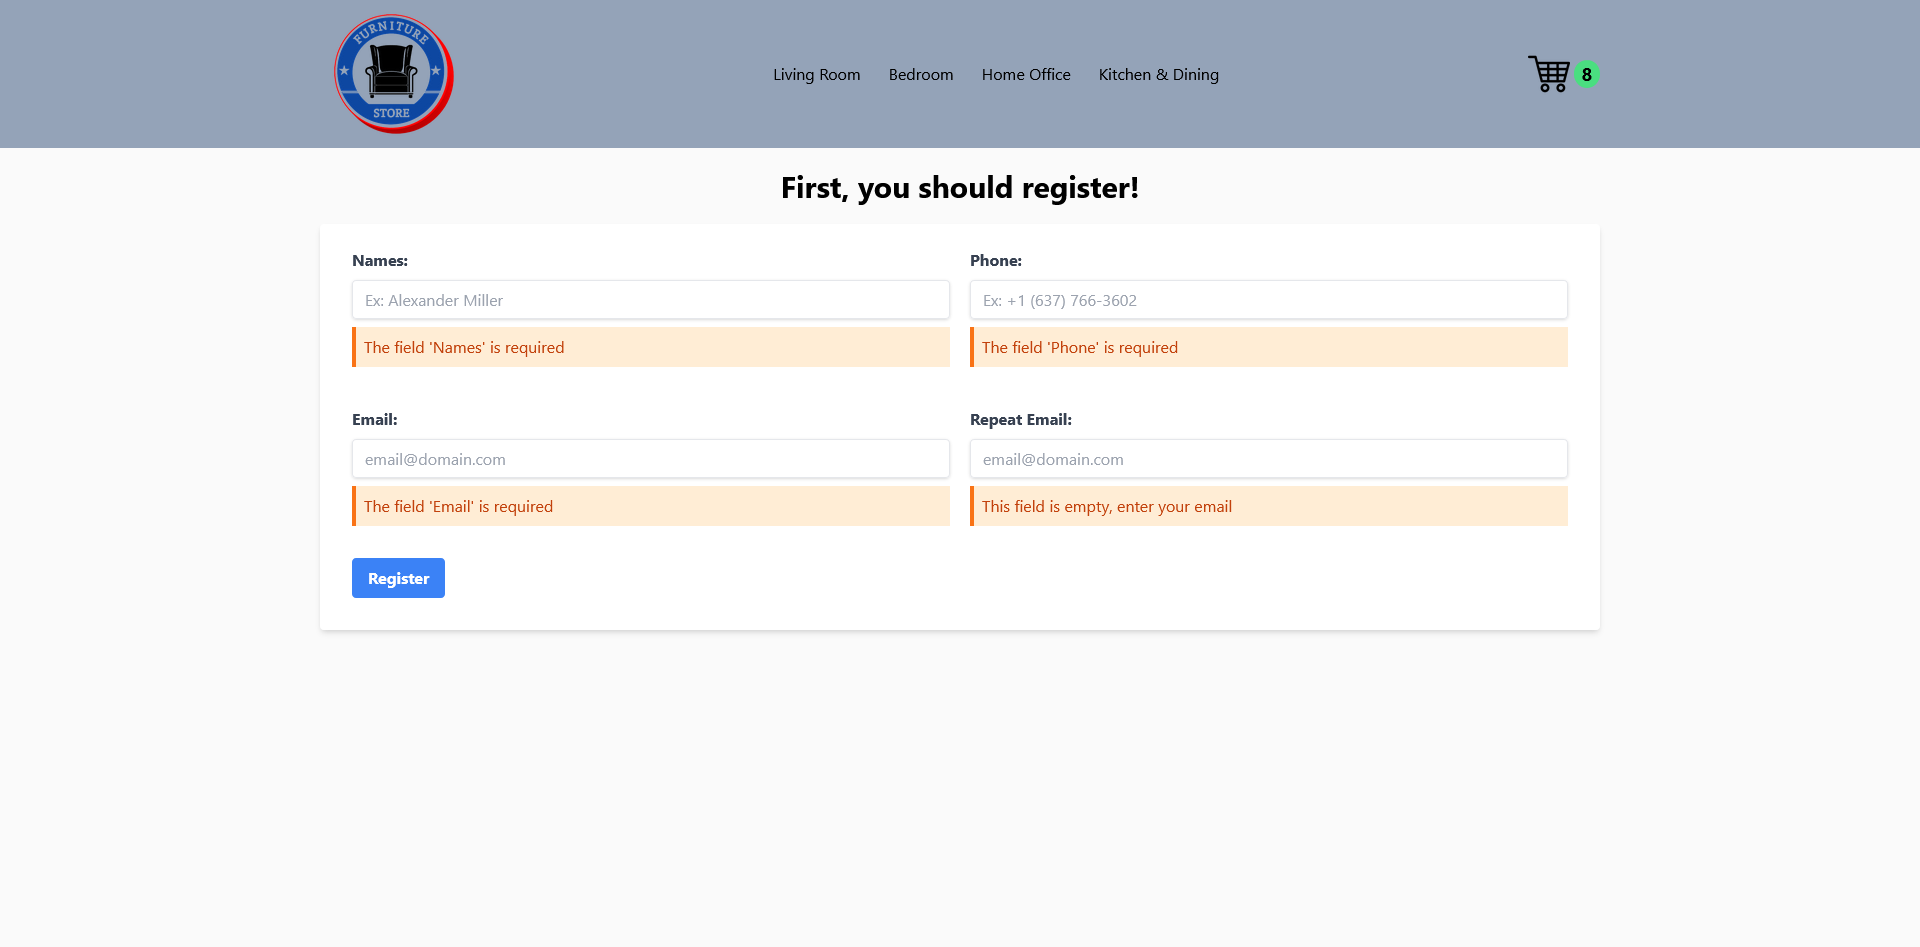 FURNITURE
STORE
Living Room Bedroom Home Office Kitchen & Dining
8
First, you should register!
Names: Phone:
Ex: Alexander Miller Ex: +1 (637) 766-3602
The field 'Names' is required The field 'Phone' is required
Email: Repeat Email:
email@domain.com email@domain.com
The field 'Email' is required This field is empty, enter your email
Register